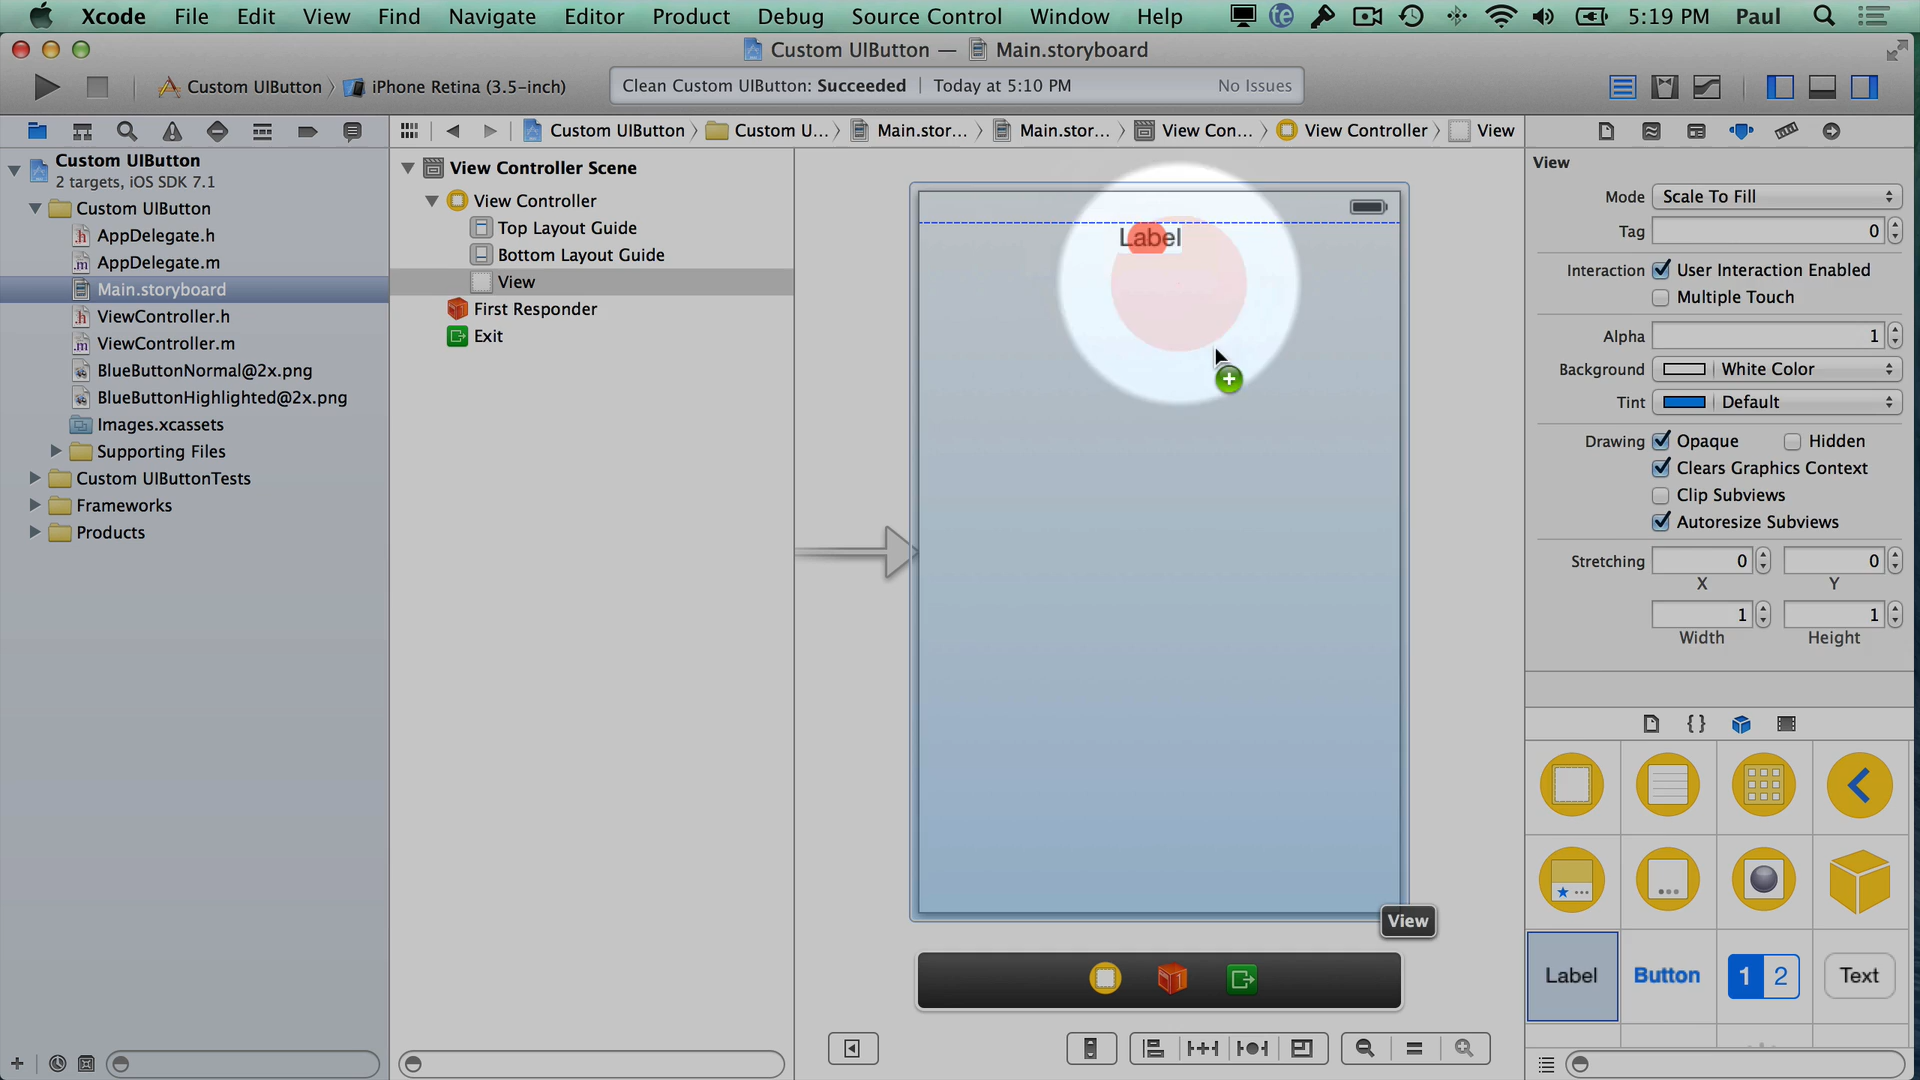 Xcode File Edit View Find Navigate Editor Product Debug Source Control Window Help te 5:19 PM Paul
Custom UIButton — Main.storyboard
Custom UIButton iPhone Retina (3.5-inch)
Clean Custom UIButton: Succeeded Today at 5:10 PM No Issues
Custom UIButton Custom U... Main.stor... Main.stor... View Con... View Controller View
Custom UIButton
2 targets, iOS SDK 7.1
Custom UIButton
AppDelegate.h
AppDelegate.m
Main.storyboard
ViewController.h
ViewController.m
BlueButtonNormal@2x.png
BlueButtonHighlighted@2x.png
Images.xcassets
Supporting Files
Custom UIButtonTests
Frameworks
Products
View Controller Scene
View Controller
Top Layout Guide
Bottom Layout Guide
View
First Responder
Exit
Label
View
View
Mode Scale To Fill
Tag 0
Interaction User Interaction Enabled
Multiple Touch
Alpha 1
Background White Color
Tint Default
Drawing Opaque Hidden
Clears Graphics Context
Clip Subviews
Autoresize Subviews
Stretching 0 0
X Y
1 1
Width Height
{ }
Label Button 1 2 Text